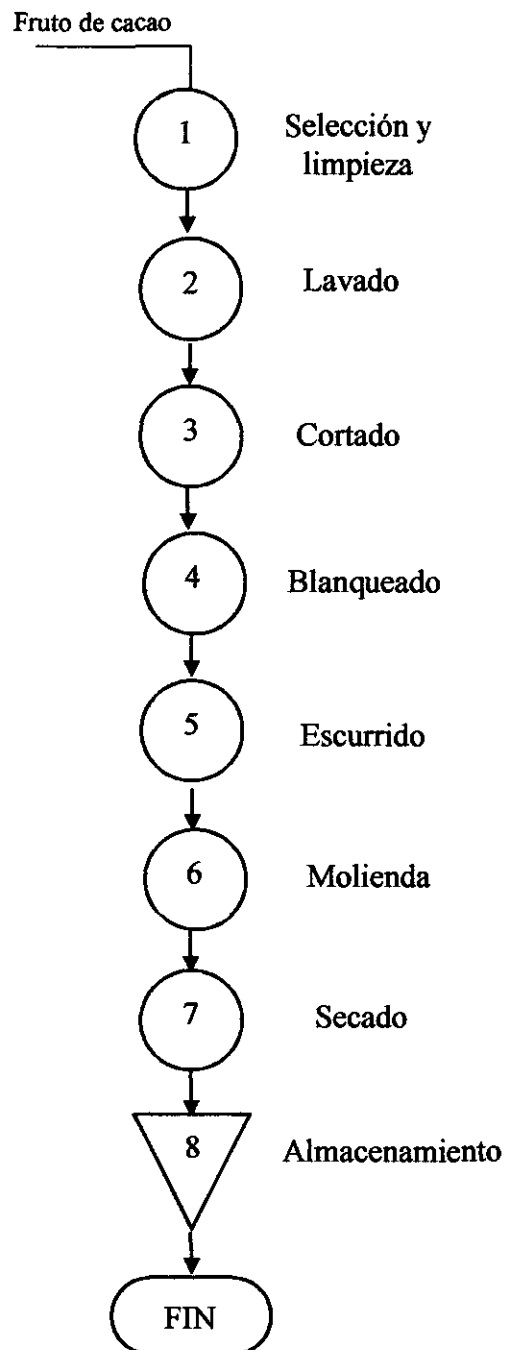 Fruto de cacao
1
Selección y
limpieza
2
Lavado
3
Cortado
4
Blanqueado
5
Escurrido
6
Molienda
7
Secado
8
Almacenamiento
FIN